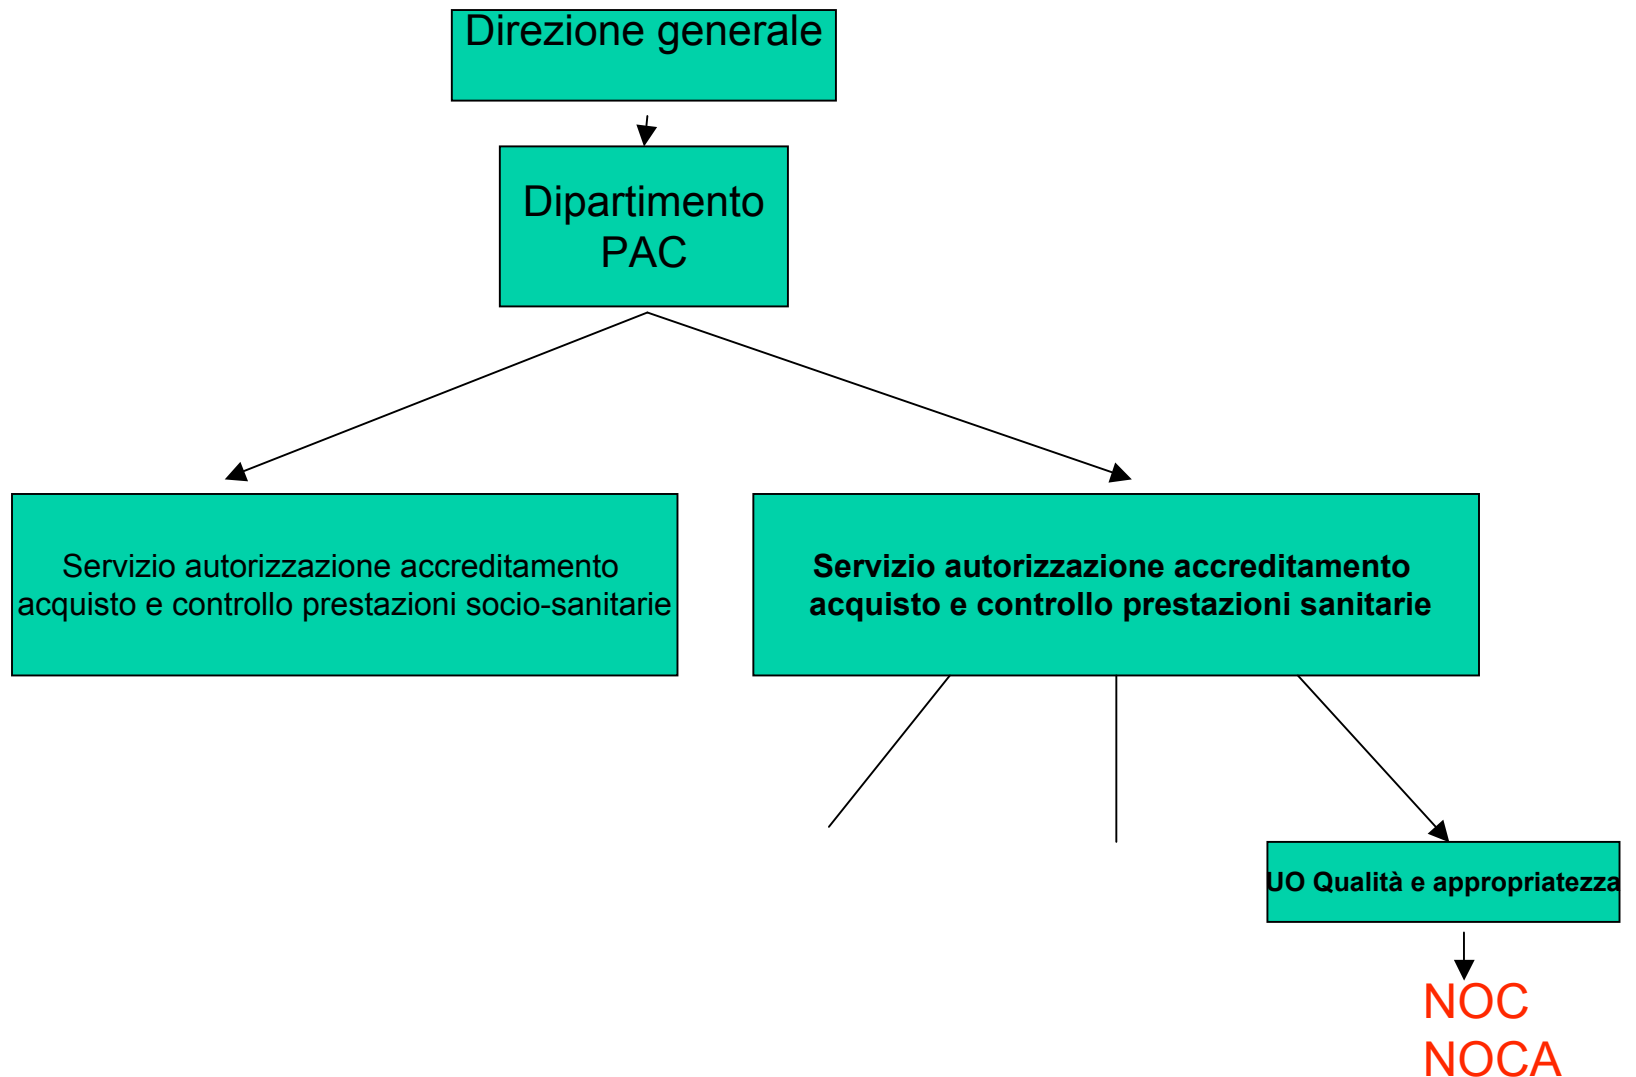 Direzione generale
Dipartimento
PAC
Servizio autorizzazione accreditamento
acquisto e controllo prestazioni socio-sanitarie
Servizio autorizzazione accreditamento
acquisto e controllo prestazioni sanitarie
UO Qualità e appropriatezza
NOC
NOCA